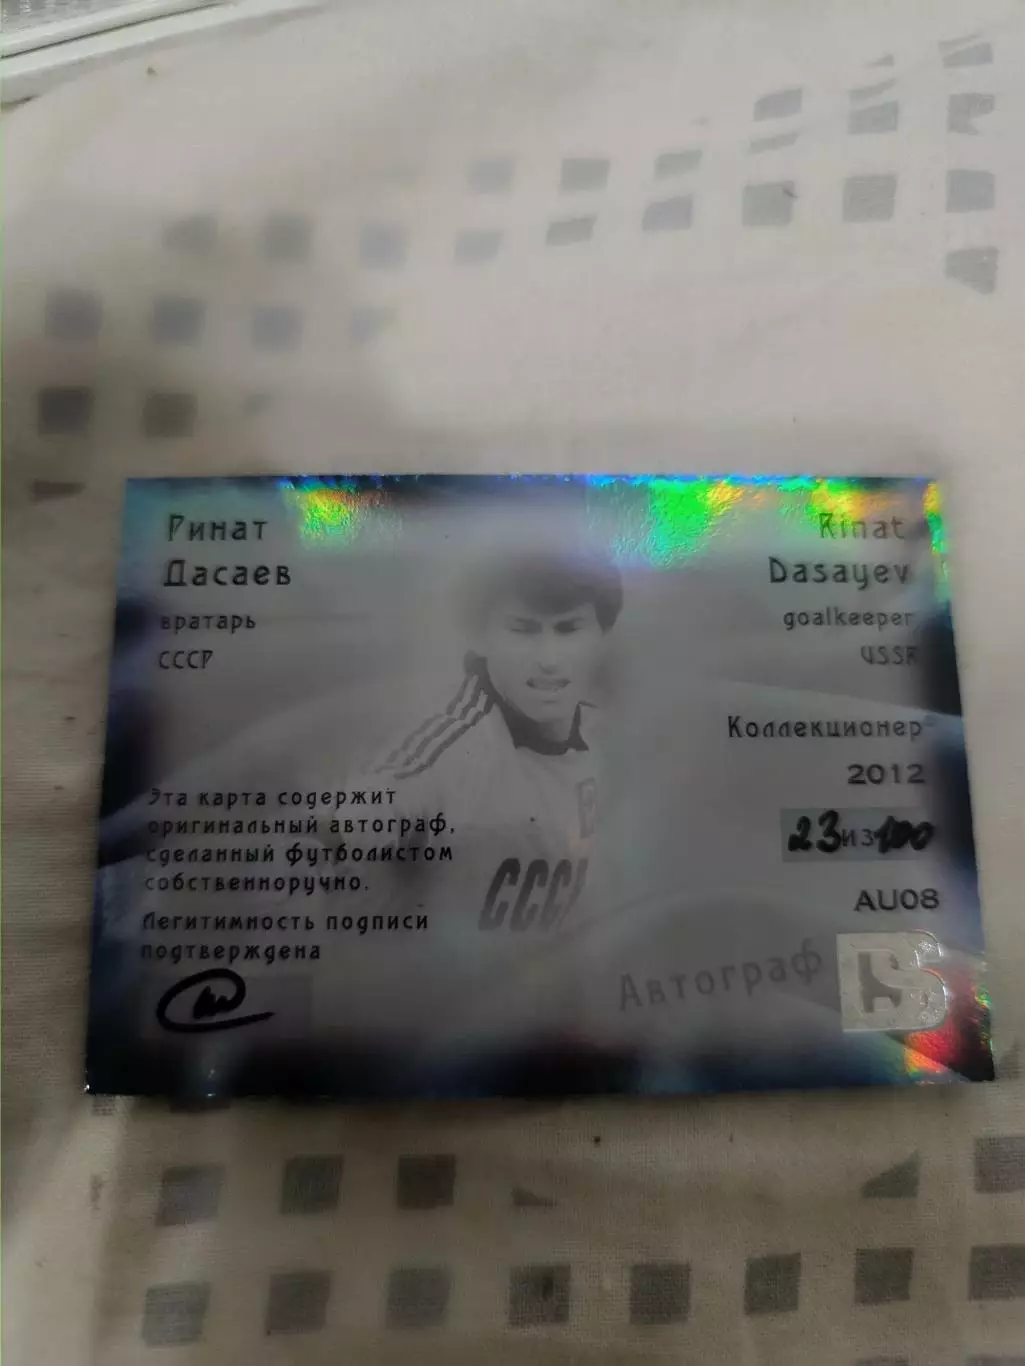 Ринат
Дасаев
вратарь
СССР
Rinat
Dasayev
goalkeeper
USSR
Коллекционер
2012
23 из 100
AU08
Эта карта содержит
оригинальный автограф,
сделанный футболистом
собственноручно.
Легитимность подписи
подтверждена
СССР
Автограф